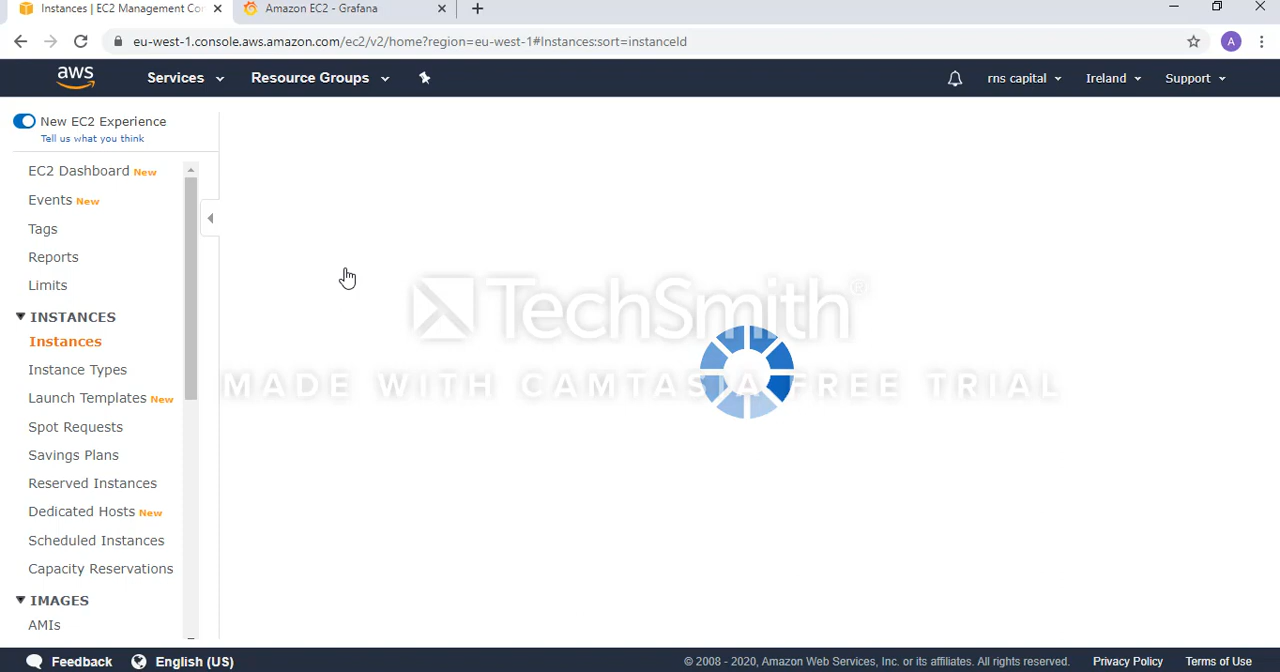 Instances | EC2 Management Con
Amazon EC2 - Grafana
eu-west-1.console.aws.amazon.com/ec2/v2/home?region=eu-west-1#Instances:sort=instanceId
A
aws
Services
Resource Groups
rns capital
Ireland
Support
New EC2 Experience
Tell us what you think
EC2 Dashboard New
Events New
Tags
Reports
Limits
INSTANCES
Instances
Instance Types
Launch Templates New
Spot Requests
Savings Plans
Reserved Instances
Dedicated Hosts New
Scheduled Instances
Capacity Reservations
IMAGES
AMIs
TechSmith®
MADE WITH CAMTASIA FREE TRIAL
Feedback
English (US)
© 2008 - 2020, Amazon Web Services, Inc. or its affiliates. All rights reserved.
Privacy Policy
Terms of Use